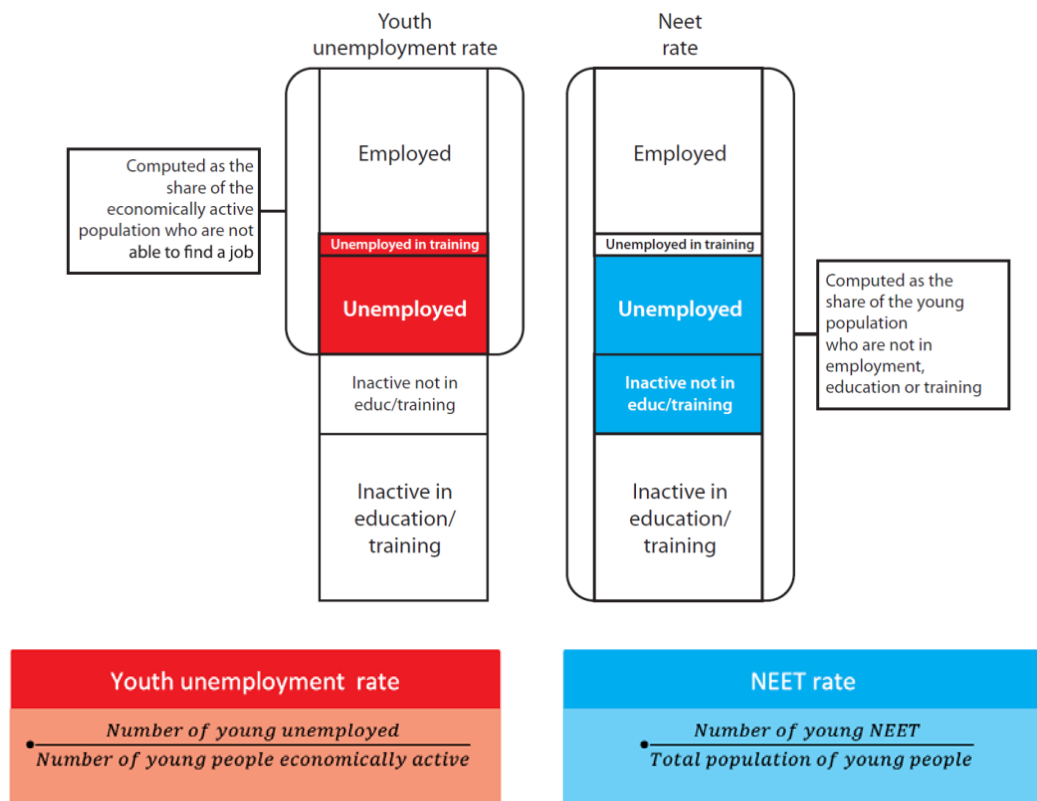 Youth
unemployment rate
Neet
rate
Computed as the
share of the
economically active
population who are not
able to find a job
Employed
Unemployed in training
Unemployed
Inactive not in
educ/training
Inactive in
education/
training
Employed
Unemployed in training
Unemployed
Inactive not in
educ/training
Inactive in
education/
training
Computed as the
share of the young
population
who are not in
employment,
education or training
Youth unemployment rate
Number of young unemployed
Number of young people economically active
NEET rate
Number of young NEET
Total population of young people